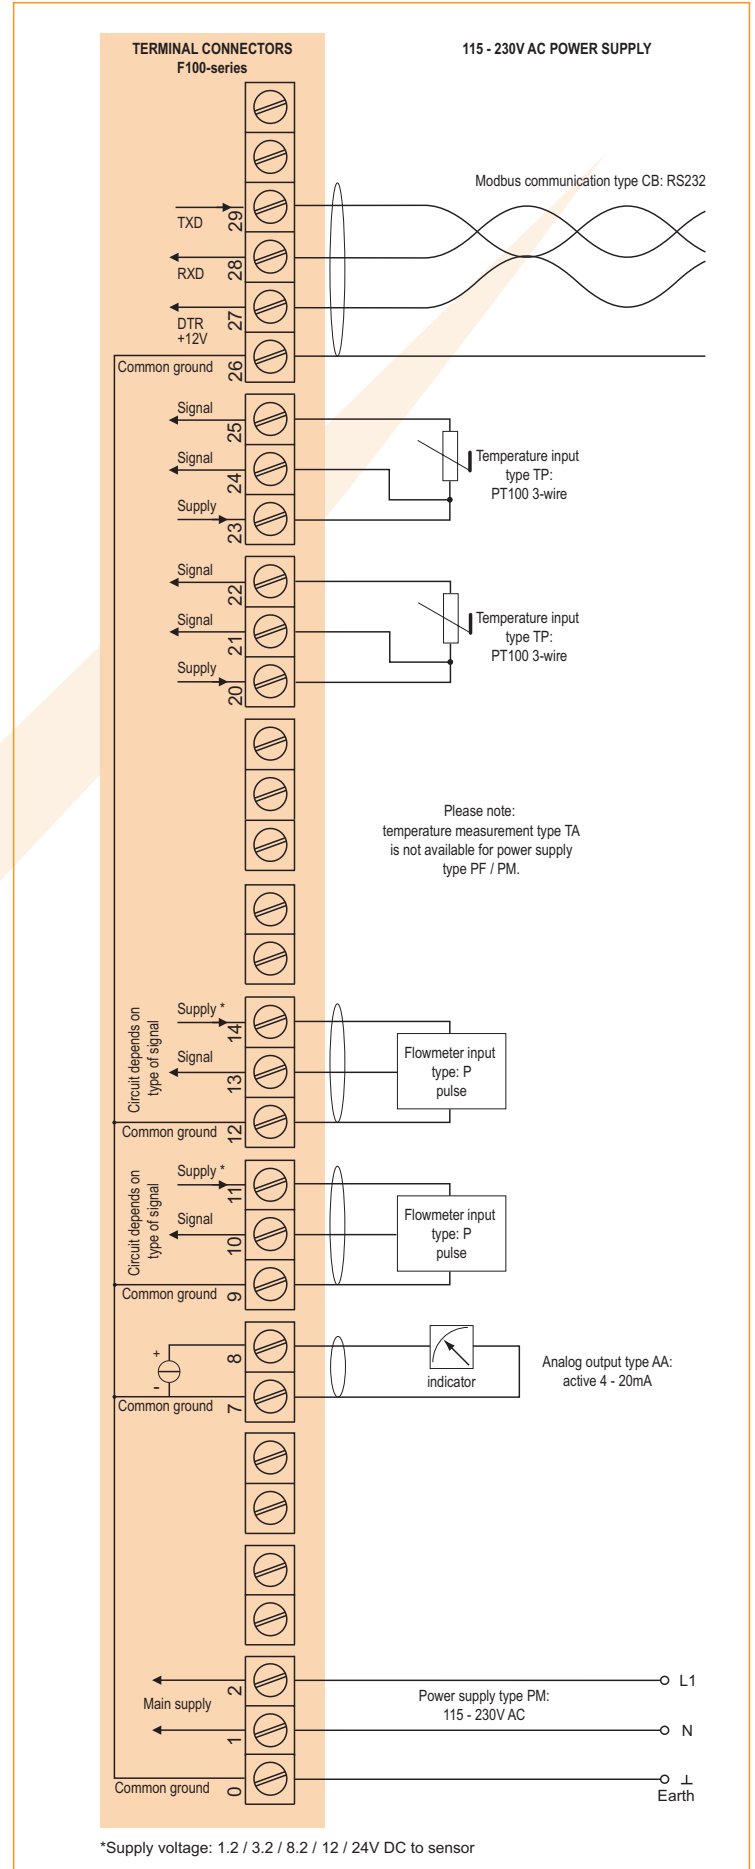 TERMINAL CONNECTORS
F100-series
115 - 230V AC POWER SUPPLY
Modbus communication type CB: RS232
TXD
29
RXD
28
DTR
+12V
27
Common ground
26
Signal
25
Signal
24
Supply
23
Temperature input
type TP:
PT100 3-wire
Signal
22
Signal
21
Supply
20
Temperature input
type TP:
PT100 3-wire
Please note:
temperature measurement type TA
is not available for power supply
type PF / PM.
Circuit depends on
type of signal
Supply *
14
Signal
13
Common ground
12
Flowmeter input
type: P
pulse
Circuit depends on
type of signal
Supply *
11
Signal
10
Common ground
9
Flowmeter input
type: P
pulse
+
8
-
Common ground
7
indicator
Analog output type AA:
active 4 - 20mA
2
Main supply
1
Common ground
0
Power supply type PM:
115 - 230V AC
L1
N
Earth
*Supply voltage: 1.2 / 3.2 / 8.2 / 12 / 24V DC to sensor